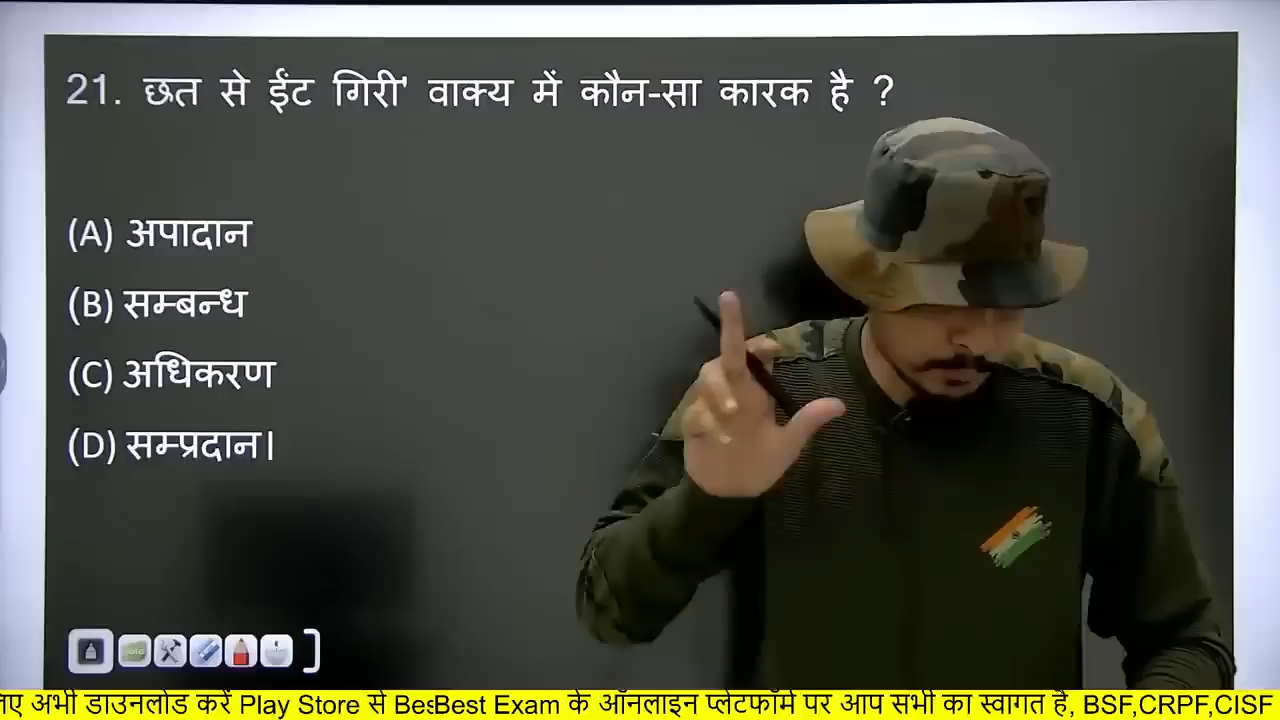 21. छत से ईंट गिरी' वाक्य में कौन-सा कारक है ?
(A) अपादान
(B) सम्बन्ध
(C) अधिकरण
(D) सम्प्रदान।
अभी डाउनलोड करें Play Store से Best Exam के ऑनलाइन प्लेटफॉर्म पर आप सभी का स्वागत है, BSF,CRPF,CISF